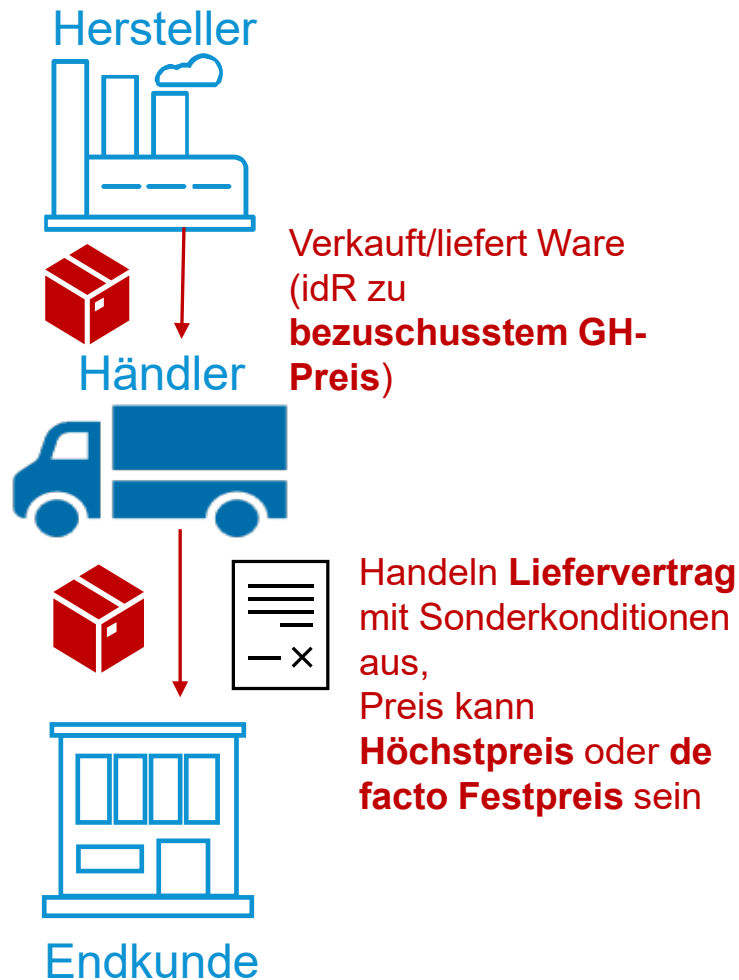 Hersteller
Verkauft/liefert Ware
(idR zu
bezuschusstem GH-
Preis)
Händler
Handeln Liefervertrag
mit Sonderkonditionen
aus,
Preis kann
Höchstpreis oder de
facto Festpreis sein
Endkunde